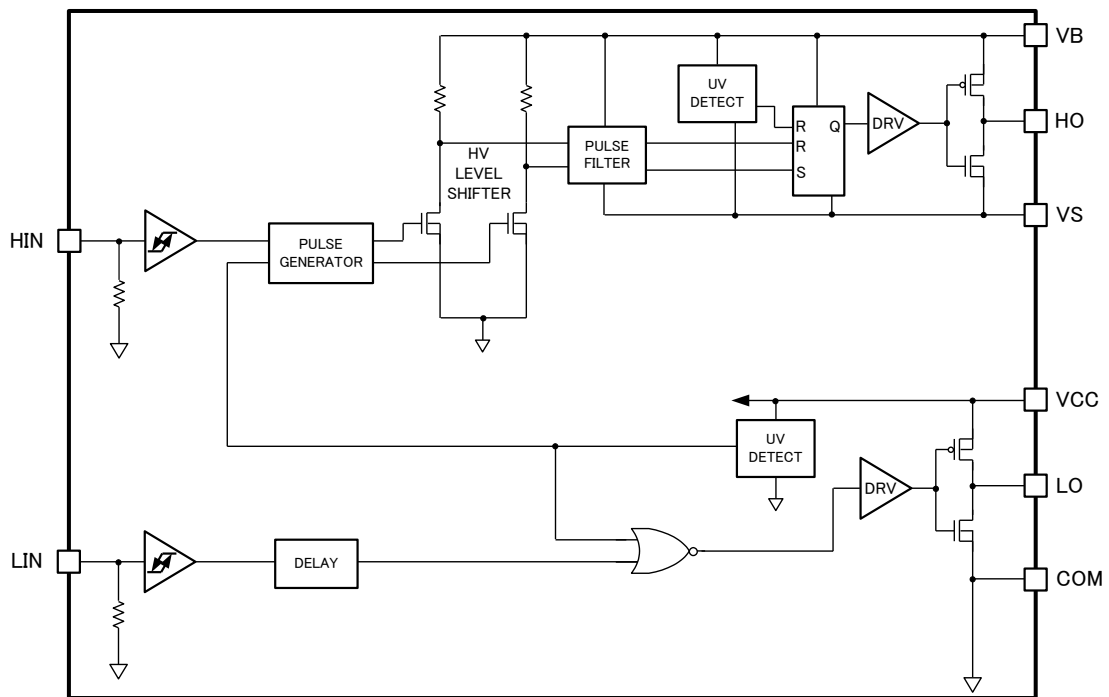 VB
UV
DETECT
HO
R
Q
DRV
R
S
PULSE
FILTER
HV
LEVEL
SHIFTER
VS
HIN
PULSE
GENERATOR
VCC
UV
DETECT
DRV
LO
LIN
DELAY
COM